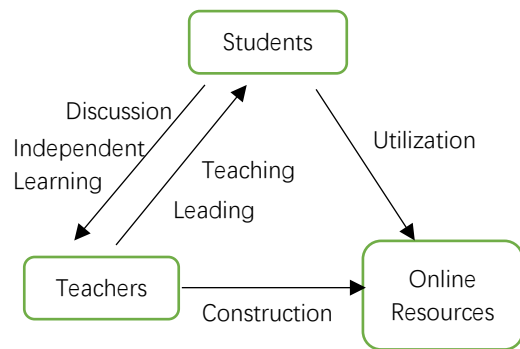 Students
Discussion
Independent
Learning
Utilization
Teaching
Leading
Teachers
Construction
Online
Resources